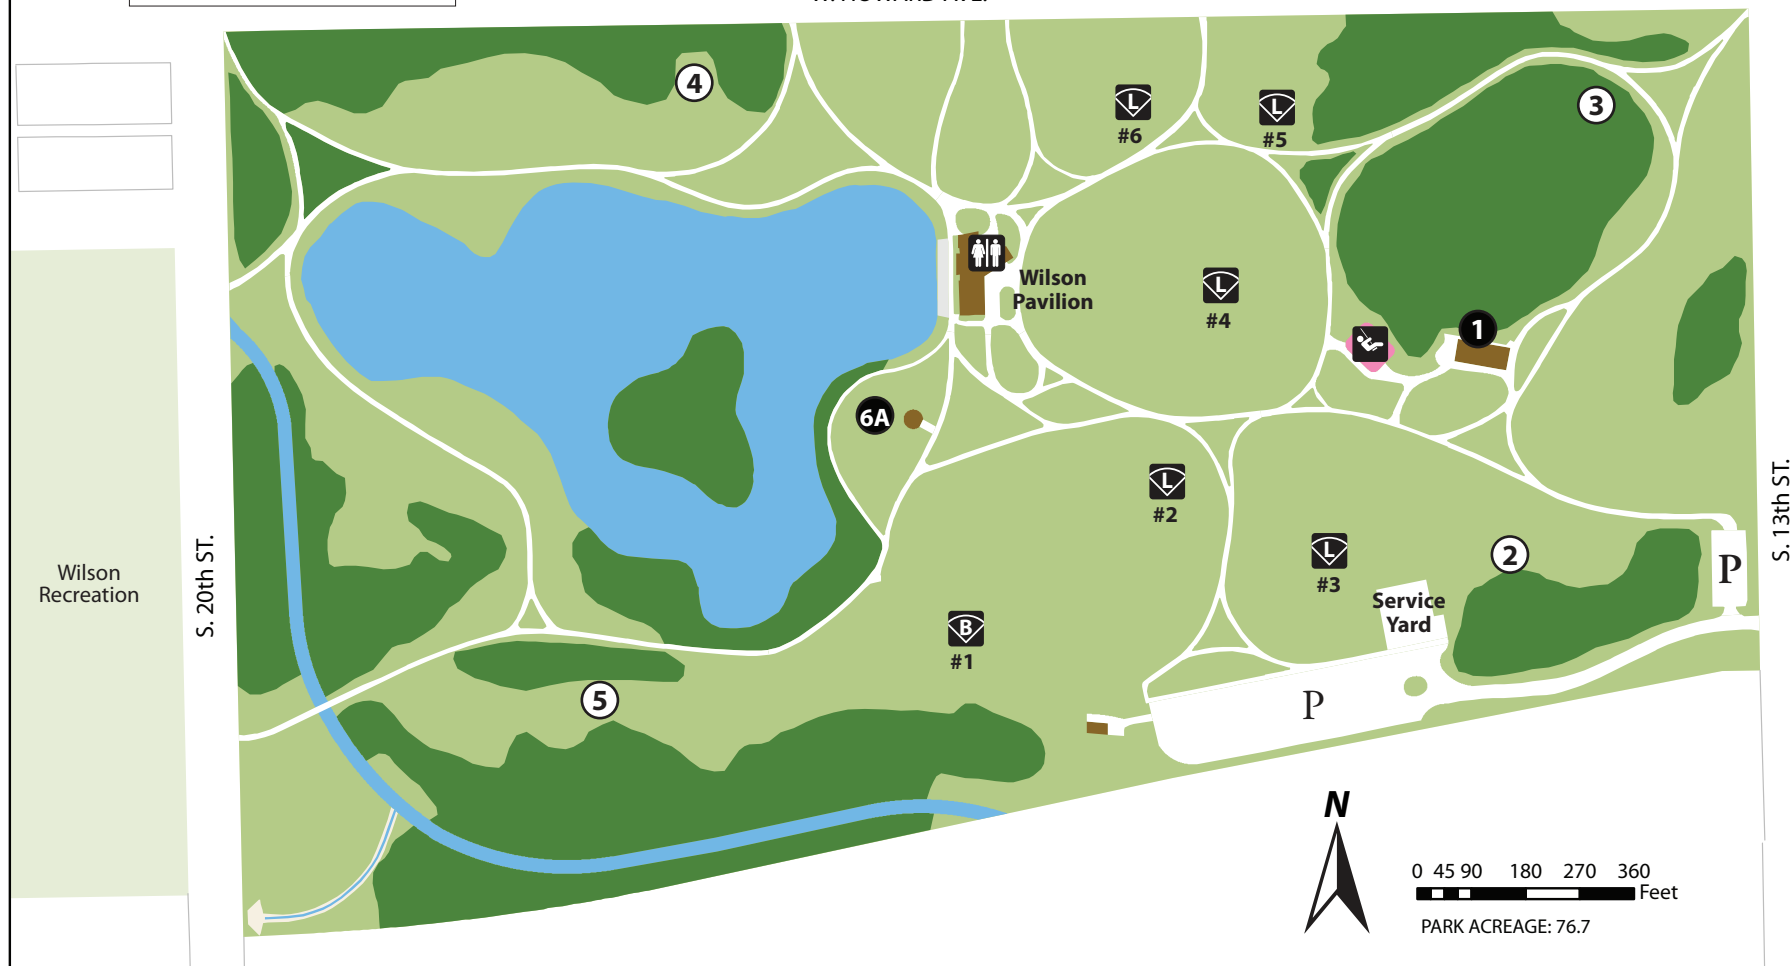 4
3
L
#6
L
#5
Wilson
Pavilion
L
#4
1
6A
L
#2
L
#3
2
P
S. 13th ST.
Wilson
Recreation
S. 20th ST.
B
#1
Service
Yard
5
P
N
0 45 90 180 270 360
Feet
PARK ACREAGE: 76.7